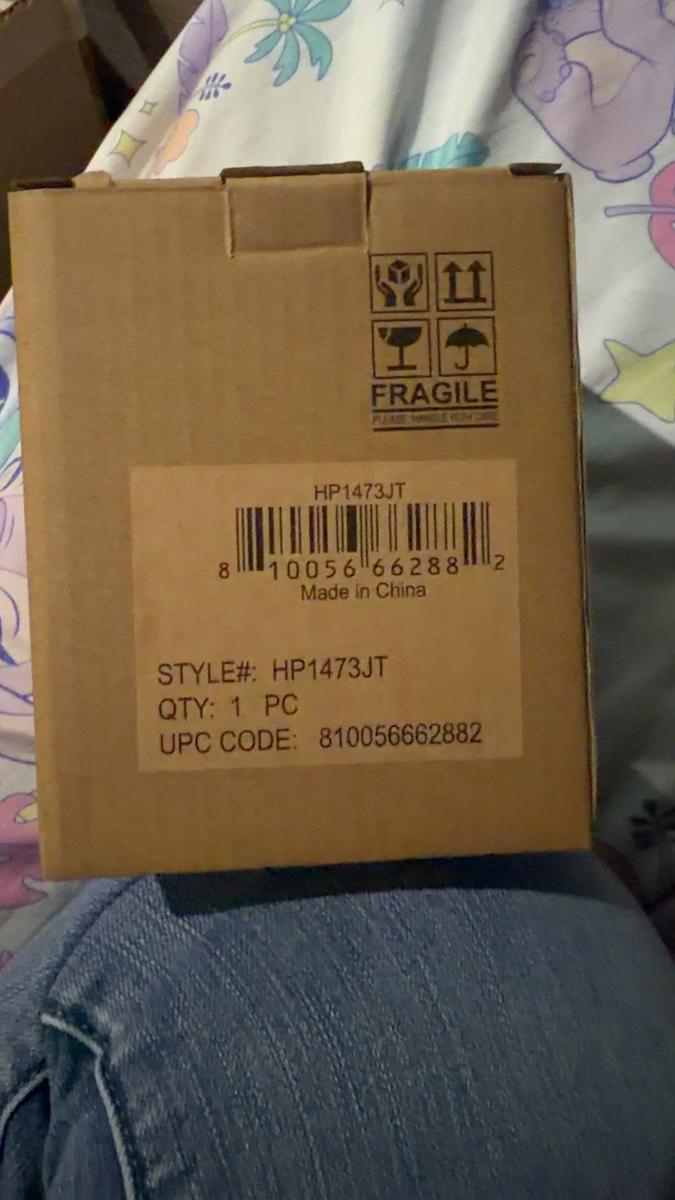 FRAGILE
PLEASE HANDLE WITH CARE
HP1473JT
8 10056 66288 2
Made in China
STYLE#: HP1473JT
QTY: 1 PC
UPC CODE: 810056662882